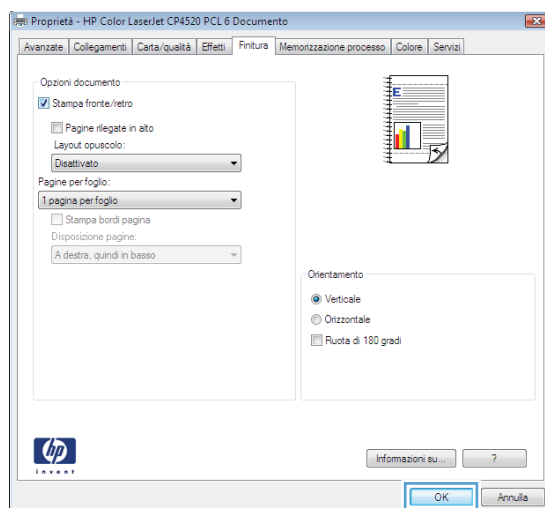 Proprietà - HP Color LaserJet CP4520 PCL 6 Documento
Avanzate Collegamenti Carta/qualità Effetti Finitura Memorizzazione processo Colore Servizi
Opzioni documento
Stampa fronte/retro
Pagine rilegate in alto
Layout opuscolo:
Disattivato
Pagine per foglio:
1 pagina per foglio
Stampa bordi pagina
Disposizione pagine:
A destra, quindi in basso
E
Orientamento
Verticale
Orizzontale
Ruota di 180 gradi
hp
invent
Informazioni su... ?
OK Annulla